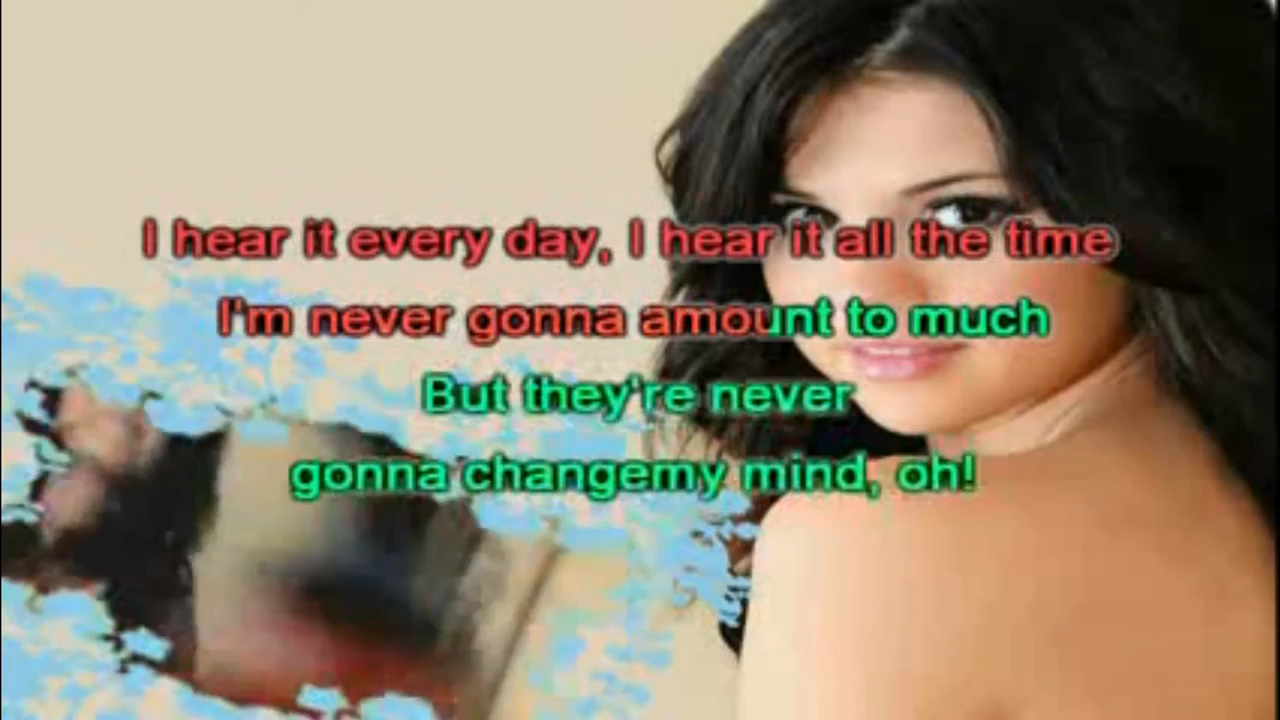 I hear it every day, I hear it all the time
I'm never gonna amount to much
But they're never
gonna changemy mind, oh!